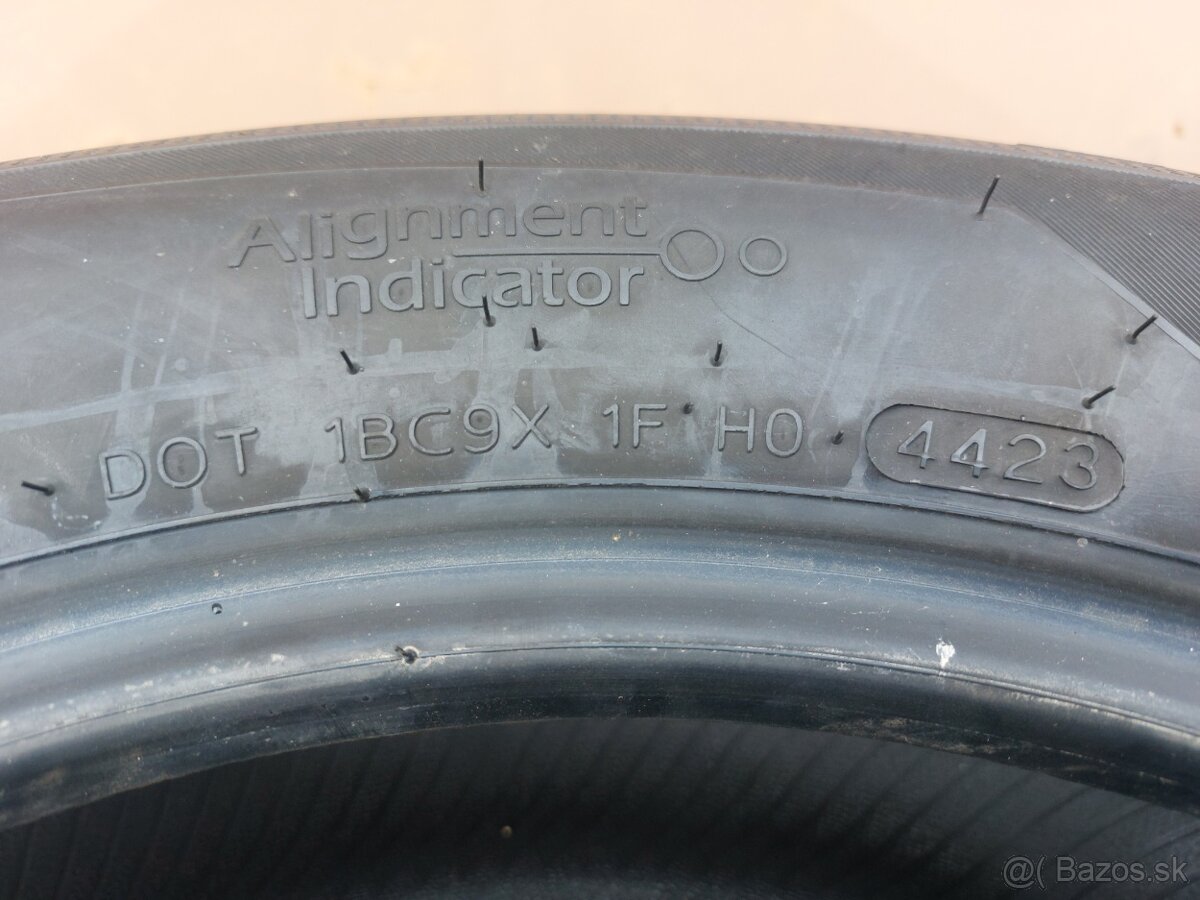 Alignment
Indicator
DOT 1BC9X 1F H0 4423
@( Bazos.sk